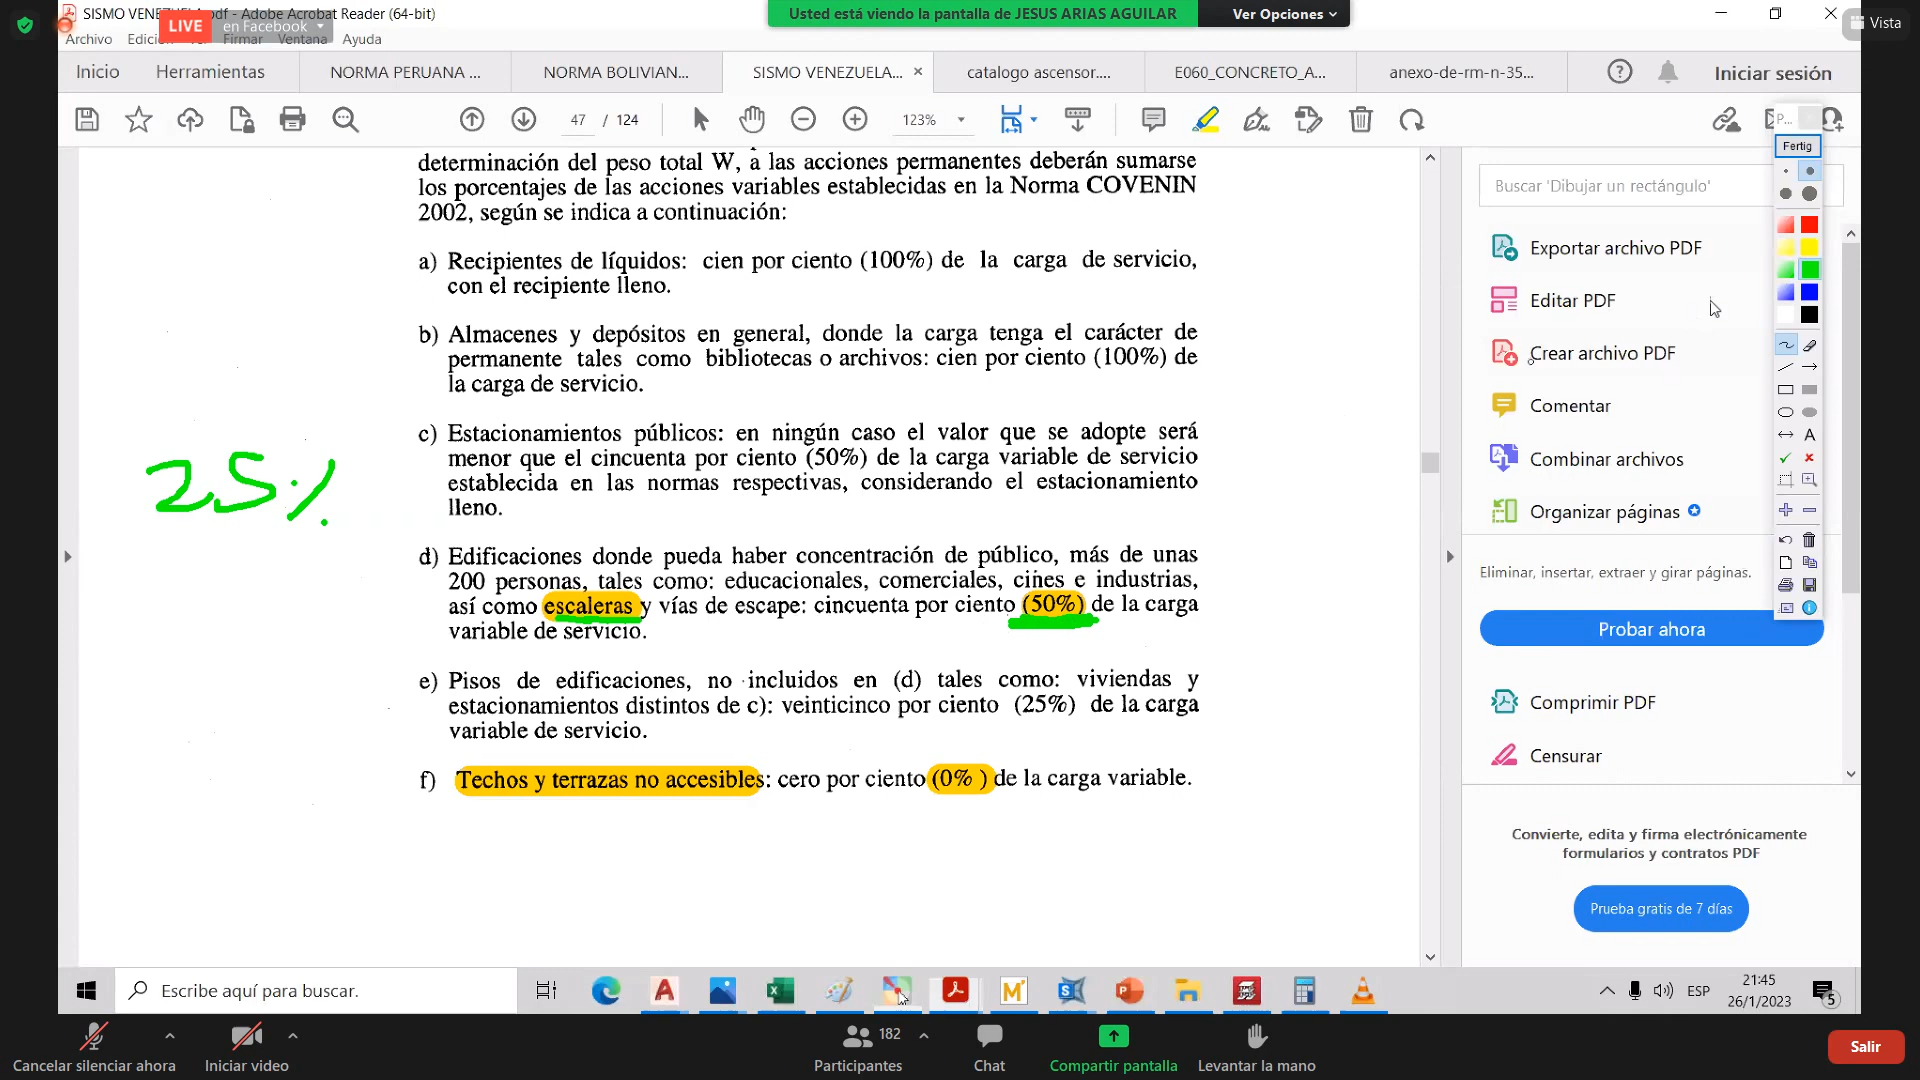 SISMO VENEZUELA.pdf - Adobe Acrobat Reader (64-bit)
LIVE en Facebook
Usted está viendo la pantalla de JESUS ARIAS AGUILAR
Ver Opciones
Vista
Archivo Edición Ver Firmar Ventana Ayuda
Inicio Herramientas NORMA PERUANA ... NORMA BOLIVIAN... SISMO VENEZUELA... × catalogo ascensor.... E060_CONCRETO_A... anexo-de-rm-n-35... Iniciar sesión
47 / 124 123% P...
Fertig
determinación del peso total W, a las acciones permanentes deberán sumarse
los porcentajes de las acciones variables establecidas en la Norma COVENIN
2002, según se indica a continuación:
a) Recipientes de líquidos: cien por ciento (100%) de la carga de servicio,
con el recipiente lleno.
b) Almacenes y depósitos en general, donde la carga tenga el carácter de
permanente tales como bibliotecas o archivos: cien por ciento (100%) de
la carga de servicio.
c) Estacionamientos públicos: en ningún caso el valor que se adopte será
menor que el cincuenta por ciento (50%) de la carga variable de servicio
establecida en las normas respectivas, considerando el estacionamiento
lleno.
25%
d) Edificaciones donde pueda haber concentración de público, más de unas
200 personas, tales como: educacionales, comerciales, cines e industrias,
así como escaleras y vías de escape: cincuenta por ciento (50%) de la carga
variable de servicio.
e) Pisos de edificaciones, no incluidos en (d) tales como: viviendas y
estacionamientos distintos de c): veinticinco por ciento (25%) de la carga
variable de servicio.
f) Techos y terrazas no accesibles: cero por ciento (0% ) de la carga variable.
Buscar 'Dibujar un rectángulo'
Exportar archivo PDF
Editar PDF
Crear archivo PDF
Comentar
Combinar archivos
Organizar páginas
Eliminar, insertar, extraer y girar páginas.
Probar ahora
Comprimir PDF
Censurar
Convierte, edita y firma electrónicamente
formularios y contratos PDF
Prueba gratis de 7 días
A
Escribe aquí para buscar.
ESP
21:45
26/1/2023
5
Cancelar silenciar ahora
Iniciar video
182
Participantes
Chat
Compartir pantalla
Levantar la mano
Salir